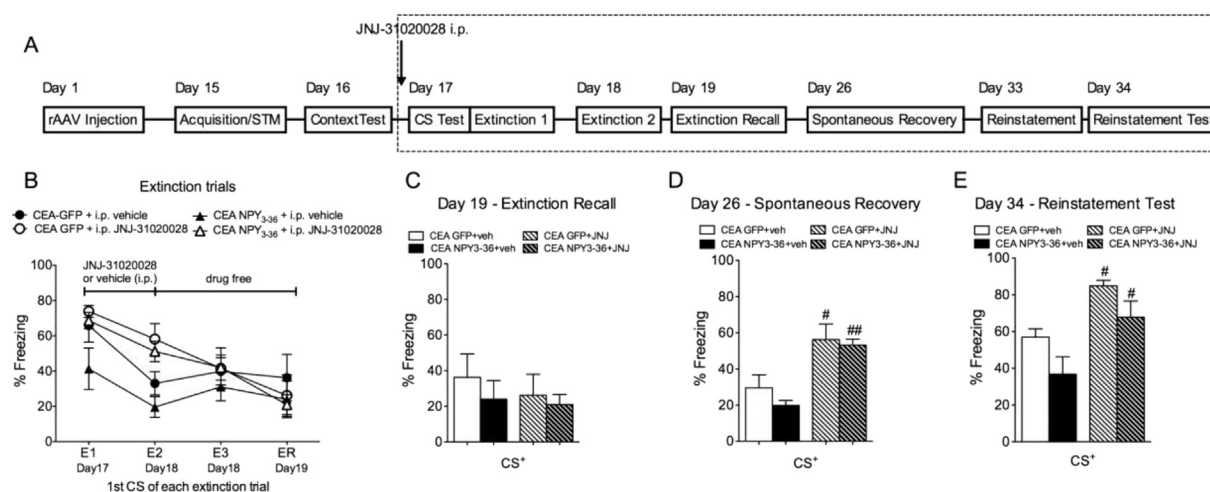 JNJ-31020028 i.p.
A
Day 1 Day 15 Day 16 Day 17 Day 18 Day 19 Day 26 Day 33 Day 34
rAAV Injection Acquisition/STM ContextTest CS Test Extinction 1 Extinction 2 Extinction Recall Spontaneous Recovery Reinstatement Reinstatement Test
B
Extinction trials
CEA-GFP + i.p. vehicle CEA NPY3-36 + i.p. vehicle
CEA GFP + i.p. JNJ-31020028 CEA NPY3-36 + i.p. JNJ-31020028
JNJ-31020028
or vehicle (i.p.) drug free
% Freezing
100
80
60
40
20
0
E1 E2 E3 ER
Day17 Day18 Day18 Day19
1st CS of each extinction trial
C
Day 19 - Extinction Recall
CEA GFP+veh CEA GFP+JNJ
CEA NPY3-36+veh CEA NPY3-36+JNJ
% Freezing
100
80
60
40
20
0
CS+
D
Day 26 - Spontaneous Recovery
CEA GFP+veh CEA GFP+JNJ
CEA NPY3-36+veh CEA NPY3-36+JNJ
% Freezing
100
80
60
40
20
0
# ##
CS+
E
Day 34 - Reinstatement Test
CEA GFP+veh CEA GFP+JNJ
CEA NPY3-36+veh CEA NPY3-36+JNJ
% Freezing
100
80
60
40
20
0
# #
CS+